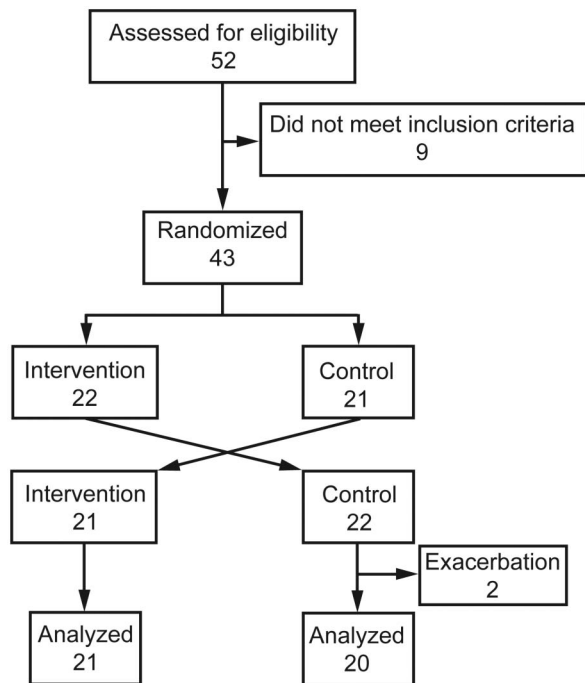 Assessed for eligibility
52
Did not meet inclusion criteria
9
Randomized
43
Intervention
22
Control
21
Intervention
21
Control
22
Exacerbation
2
Analyzed
21
Analyzed
20